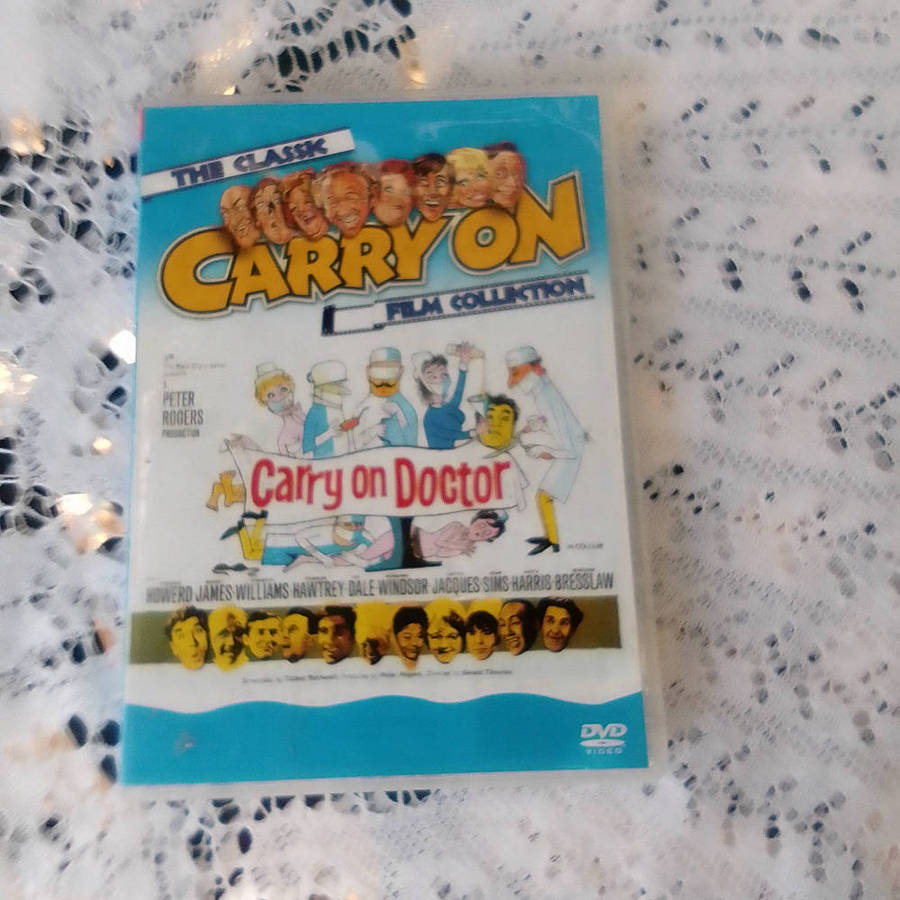 THE CLASSIC
CARRY ON
FILM COLLECTION
PETER
ROGERS
PRODUCTION
Carry on Doctor
HOWERD JAMES·WILLIAMS HAWTREY·DALE WINDSOR·JACQUES SIMS·HARRIS·BRESSLAW
DVD
VIDEO